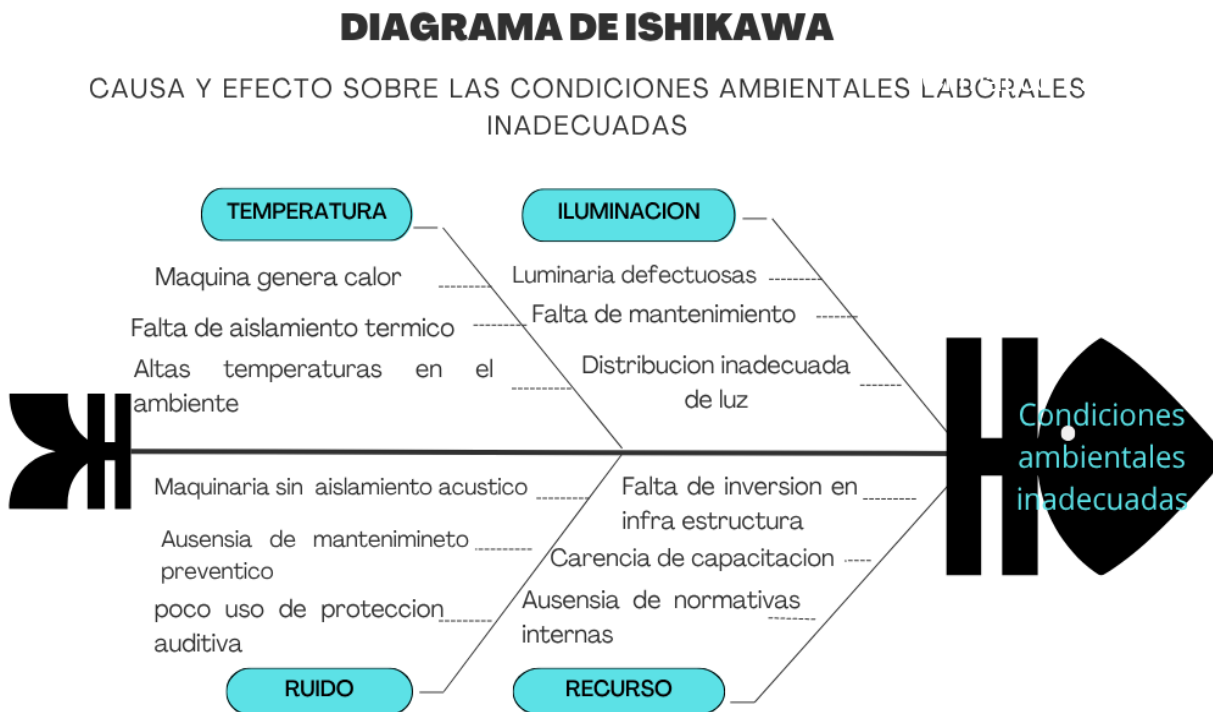 DIAGRAMA DE ISHIKAWA
CAUSA Y EFECTO SOBRE LAS CONDICIONES AMBIENTALES LABORALES
INADECUADAS
TEMPERATURA
Maquina genera calor
Falta de aislamiento termico
Altas temperaturas en el
ambiente
ILUMINACION
Luminaria defectuosas
Falta de mantenimiento
Distribucion inadecuada
de luz
Condiciones
ambientales
inadecuadas
Maquinaria sin aislamiento acustico
Ausensia de mantenimineto
preventico
poco uso de proteccion
auditiva
RUIDO
Falta de inversion en
infra estructura
Carencia de capacitacion
Ausensia de normativas
internas
RECURSO